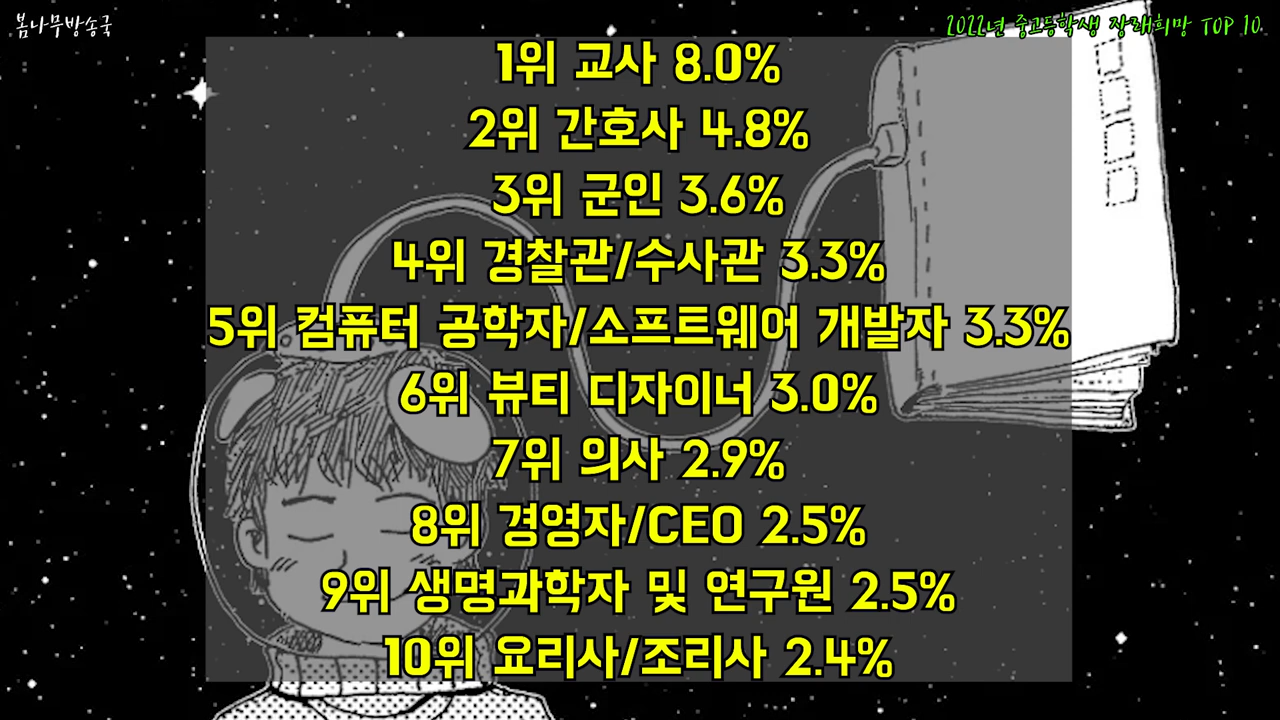 봄나무방송국
2022년 중고등학생 장래희망 TOP 10
1위 교사 8.0%
2위 간호사 4.8%
3위 군인 3.6%
4위 경찰관/수사관 3.3%
5위 컴퓨터 공학자/소프트웨어 개발자 3.3%
6위 뷰티 디자이너 3.0%
7위 의사 2.9%
8위 경영자/CEO 2.5%
9위 생명과학자 및 연구원 2.5%
10위 요리사/조리사 2.4%